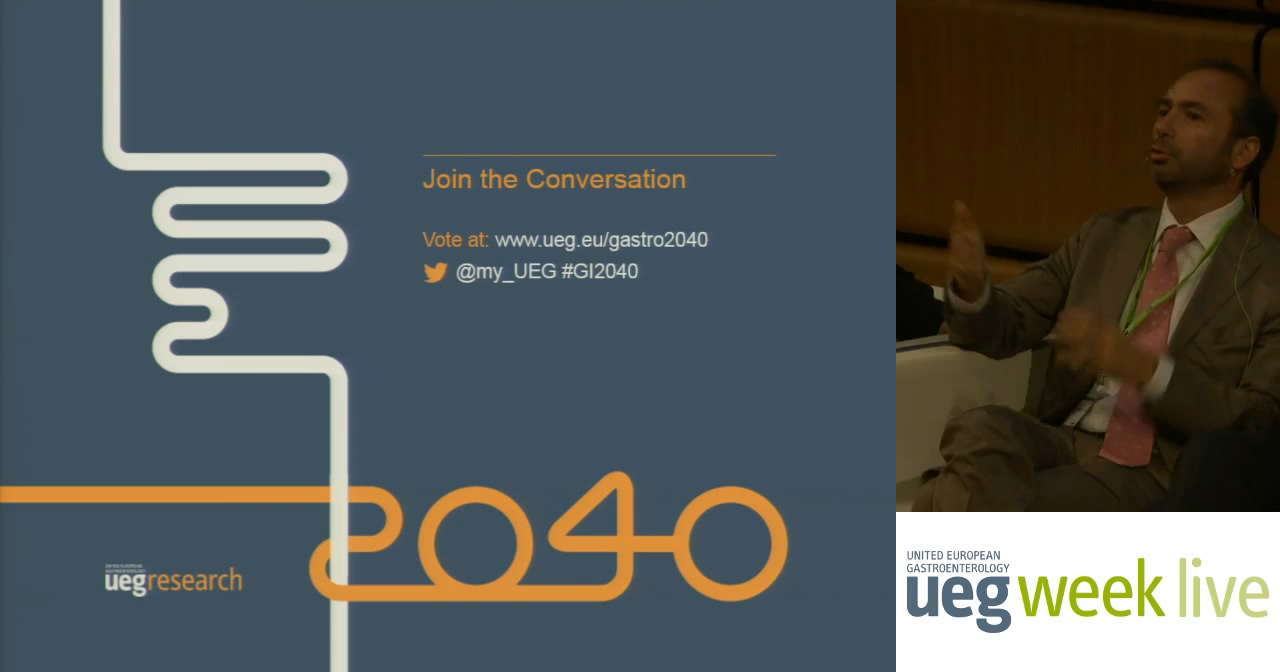 Join the Conversation
Vote at: www.ueg.eu/gastro2040
@my_UEG #GI2040
2040
uegresearch
UNITED EUROPEAN
GASTROENTEROLOGY
ueg week live